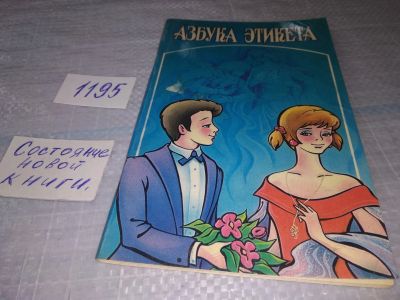 АЗБУКА ЭТИКЕТА
1195
Состояние
новой
книги.